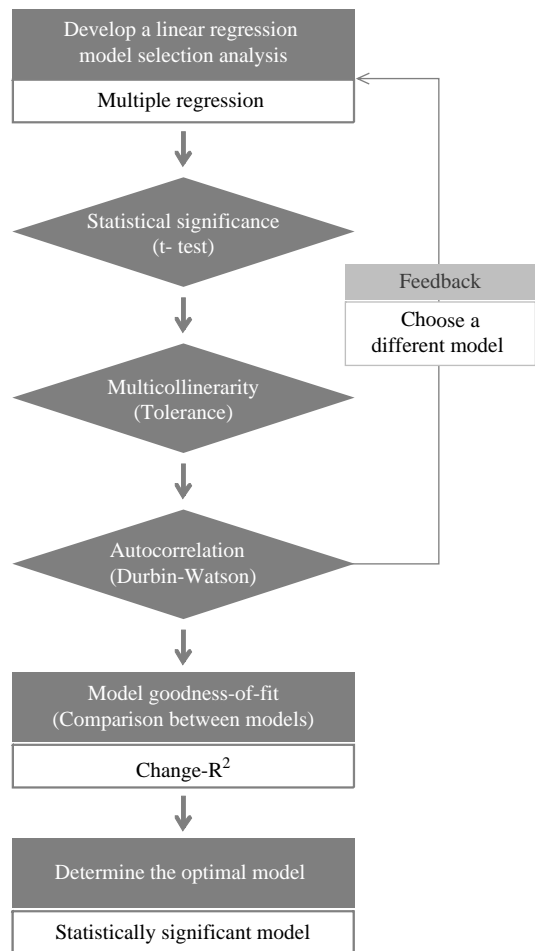 Develop a linear regression
model selection analysis
Multiple regression
Statistical significance
(t- test)
Feedback
Choose a
different model
Multicollinerarity
(Tolerance)
Autocorrelation
(Durbin-Watson)
Model goodness-of-fit
(Comparison between models)
Change-R²
Determine the optimal model
Statistically significant model